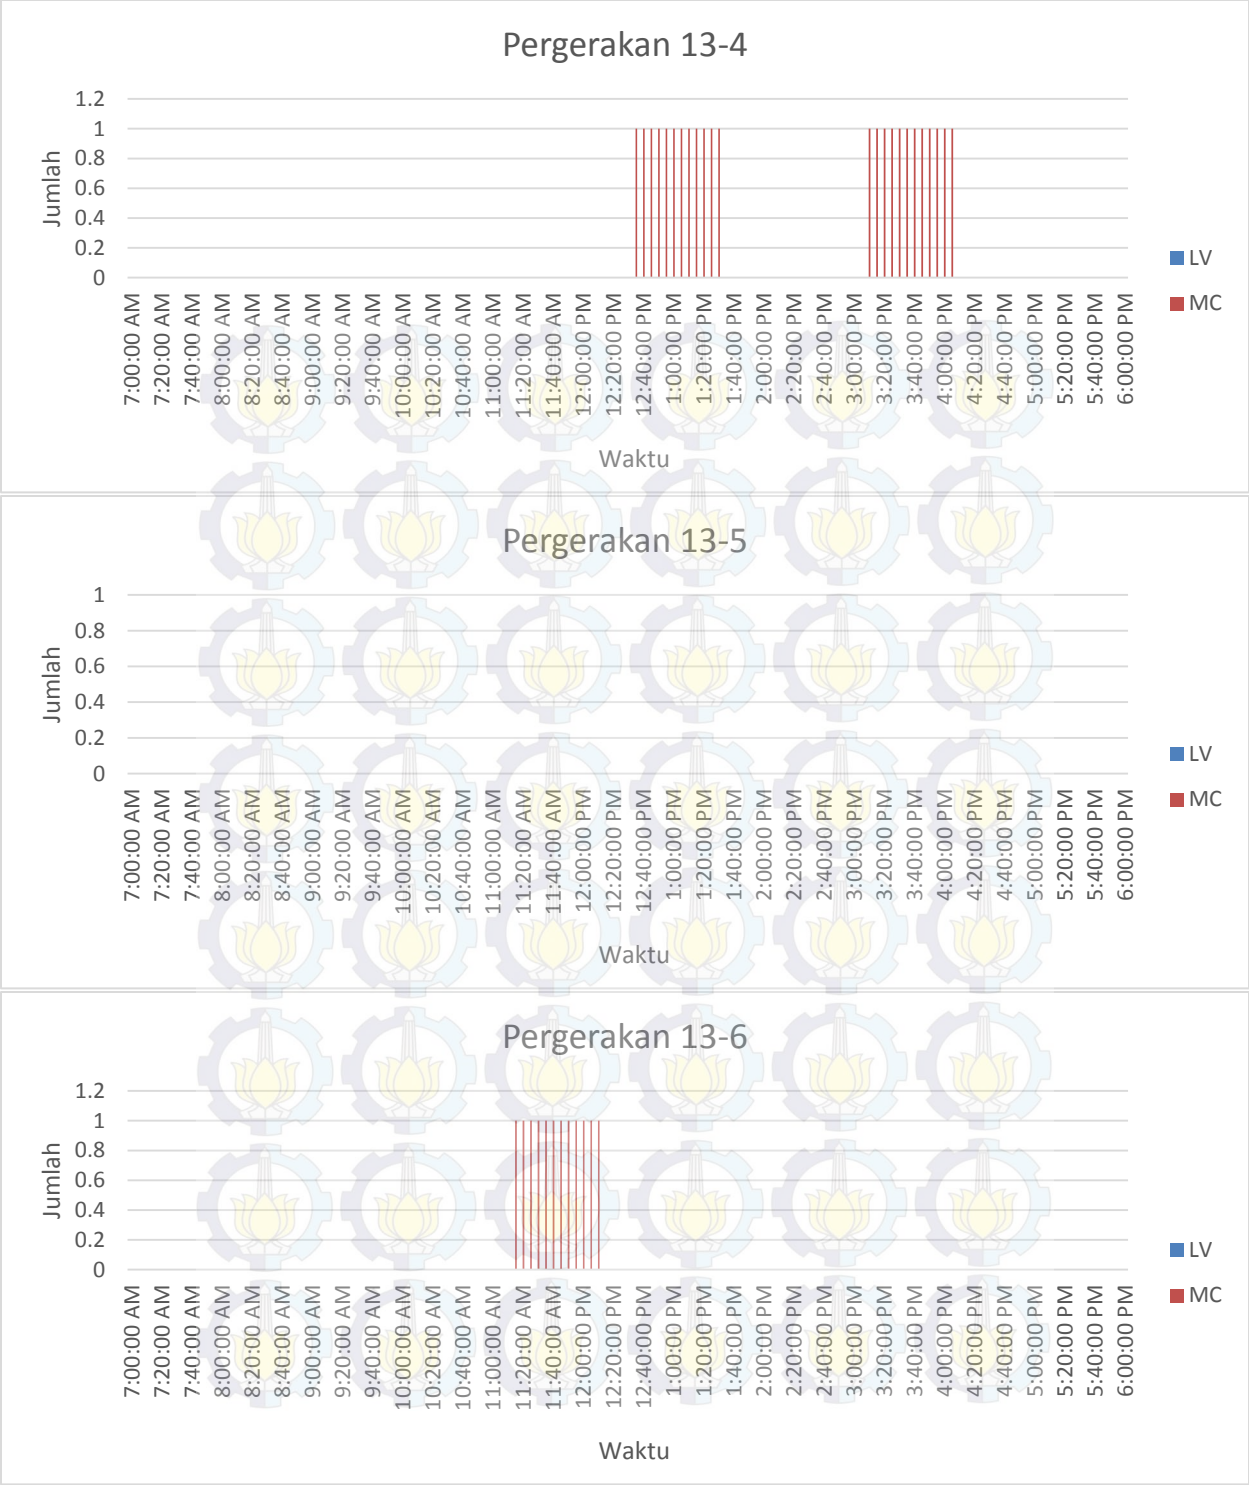 Pergerakan 13-4
1.2
1
0.8
0.6
0.4
0.2
0
Jumlah
7:00:00 AM
7:20:00 AM
7:40:00 AM
8:00:00 AM
8:20:00 AM
8:40:00 AM
9:00:00 AM
9:20:00 AM
9:40:00 AM
10:00:00 AM
10:20:00 AM
10:40:00 AM
11:00:00 AM
11:20:00 AM
11:40:00 AM
12:00:00 PM
12:20:00 PM
12:40:00 PM
1:00:00 PM
1:20:00 PM
1:40:00 PM
2:00:00 PM
2:20:00 PM
2:40:00 PM
3:00:00 PM
3:20:00 PM
3:40:00 PM
4:00:00 PM
4:20:00 PM
4:40:00 PM
5:00:00 PM
5:20:00 PM
5:40:00 PM
6:00:00 PM
Waktu
LV
MC
Pergerakan 13-5
1
0.8
0.6
0.4
0.2
0
Jumlah
7:00:00 AM
7:20:00 AM
7:40:00 AM
8:00:00 AM
8:20:00 AM
8:40:00 AM
9:00:00 AM
9:20:00 AM
9:40:00 AM
10:00:00 AM
10:20:00 AM
10:40:00 AM
11:00:00 AM
11:20:00 AM
11:40:00 AM
12:00:00 PM
12:20:00 PM
12:40:00 PM
1:00:00 PM
1:20:00 PM
1:40:00 PM
2:00:00 PM
2:20:00 PM
2:40:00 PM
3:00:00 PM
3:20:00 PM
3:40:00 PM
4:00:00 PM
4:20:00 PM
4:40:00 PM
5:00:00 PM
5:20:00 PM
5:40:00 PM
6:00:00 PM
Waktu
LV
MC
Pergerakan 13-6
1.2
1
0.8
0.6
0.4
0.2
0
Jumlah
7:00:00 AM
7:20:00 AM
7:40:00 AM
8:00:00 AM
8:20:00 AM
8:40:00 AM
9:00:00 AM
9:20:00 AM
9:40:00 AM
10:00:00 AM
10:20:00 AM
10:40:00 AM
11:00:00 AM
11:20:00 AM
11:40:00 AM
12:00:00 PM
12:20:00 PM
12:40:00 PM
1:00:00 PM
1:20:00 PM
1:40:00 PM
2:00:00 PM
2:20:00 PM
2:40:00 PM
3:00:00 PM
3:20:00 PM
3:40:00 PM
4:00:00 PM
4:20:00 PM
4:40:00 PM
5:00:00 PM
5:20:00 PM
5:40:00 PM
6:00:00 PM
Waktu
LV
MC